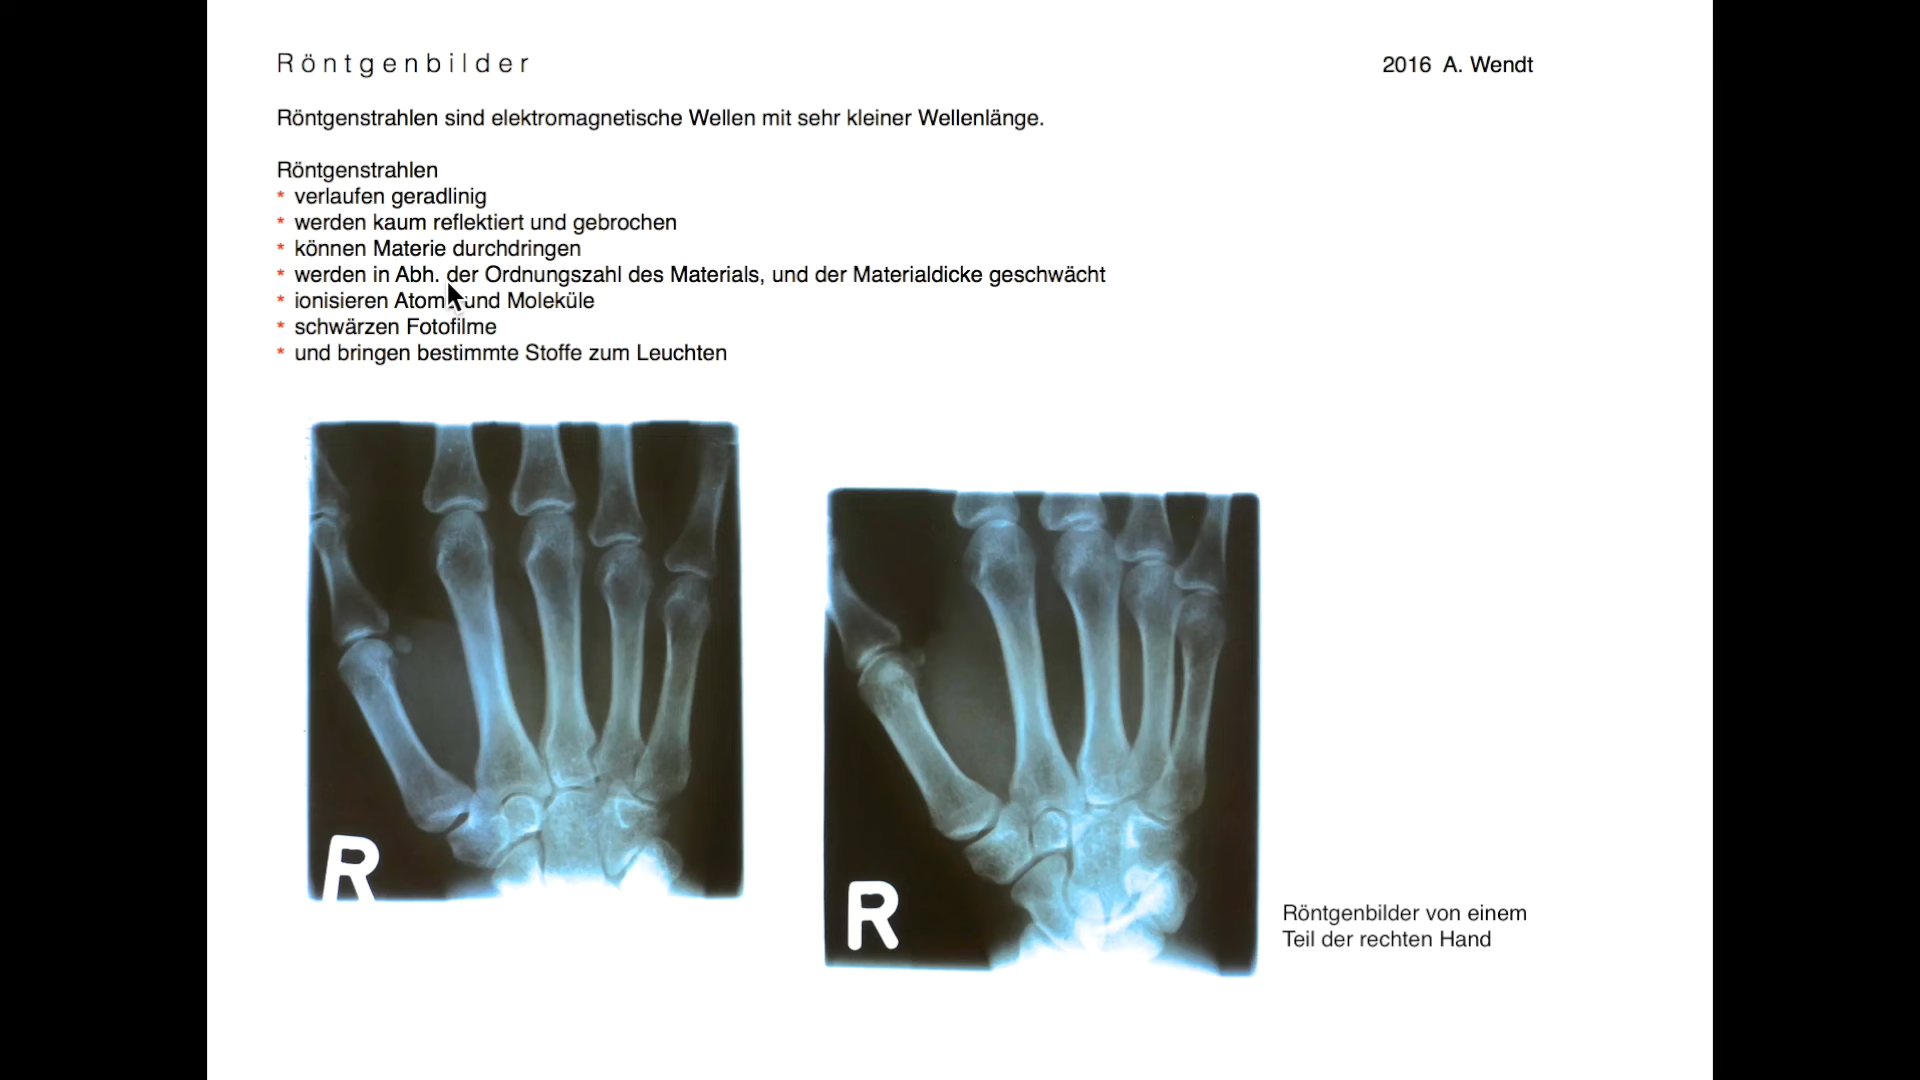 Röntgenbilder
2016 A. Wendt
Röntgenstrahlen sind elektromagnetische Wellen mit sehr kleiner Wellenlänge.
Röntgenstrahlen
* verlaufen geradlinig
* werden kaum reflektiert und gebrochen
* können Materie durchdringen
* werden in Abh. der Ordnungszahl des Materials, und der Materialdicke geschwächt
* ionisieren Atome und Moleküle
* schwärzen Fotofilme
* und bringen bestimmte Stoffe zum Leuchten
R
R
Röntgenbilder von einem
Teil der rechten Hand